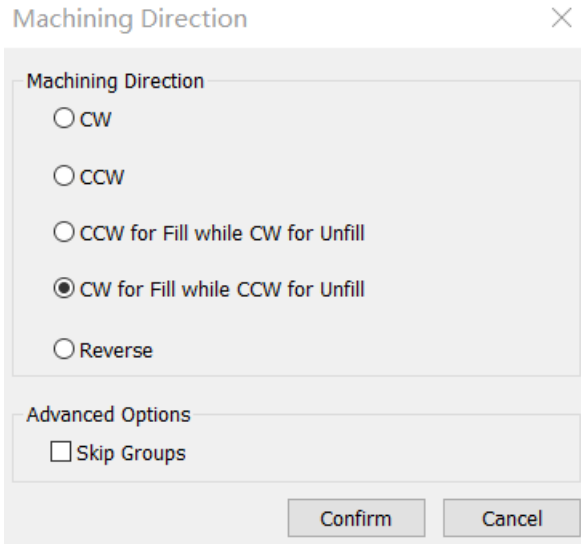 Machining Direction
Machining Direction
CW
CCW
CCW for Fill while CW for Unfill
CW for Fill while CCW for Unfill
Reverse
Advanced Options
Skip Groups
Confirm Cancel